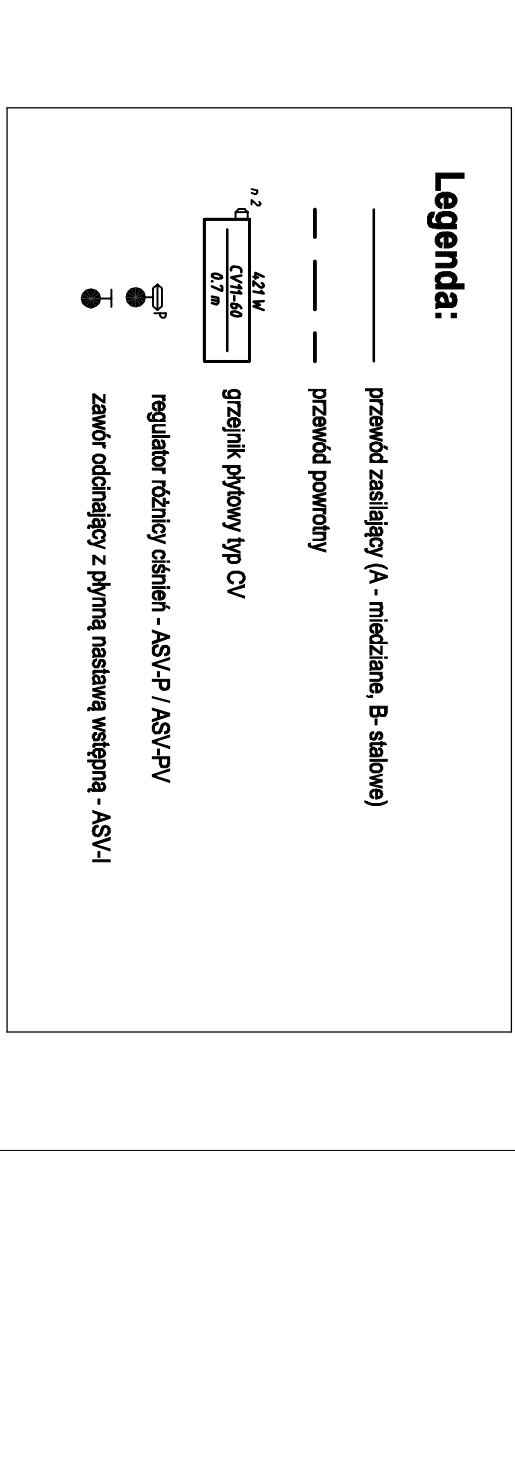 Legenda:
przewód zasilający (A - miedziane, B- stalowe)
przewód powrotny
n 2
421 W
CV11-60
0.7 m
grzejnik płytowy typ CV
P
regulator różnicy ciśnień - ASV-P / ASV-PV
zawór odcinający z płynną nastawą wstępną - ASV-I